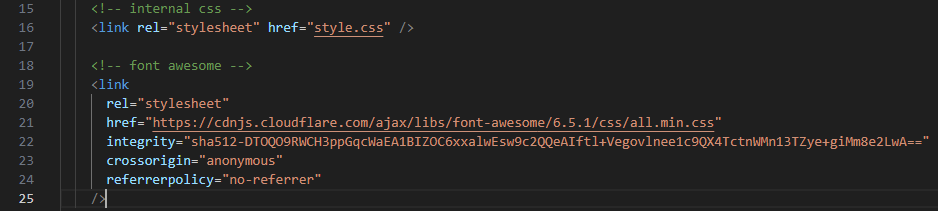 15 <!-- internal css -->
16 <link rel="stylesheet" href="style.css" />
17
18 <!-- font awesome -->
19 <link
20 rel="stylesheet"
21 href="https://cdnjs.cloudflare.com/ajax/libs/font-awesome/6.5.1/css/all.min.css"
22 integrity="sha512-DTOQO9RWCH3ppGqcWaEA1BIZOC6xxalwEsw9c2QQeAIftl+Vegovlnee1c9QX4TctnWMn13TZye+giMm8e2LwA=="
23 crossorigin="anonymous"
24 referrerpolicy="no-referrer"
25 />